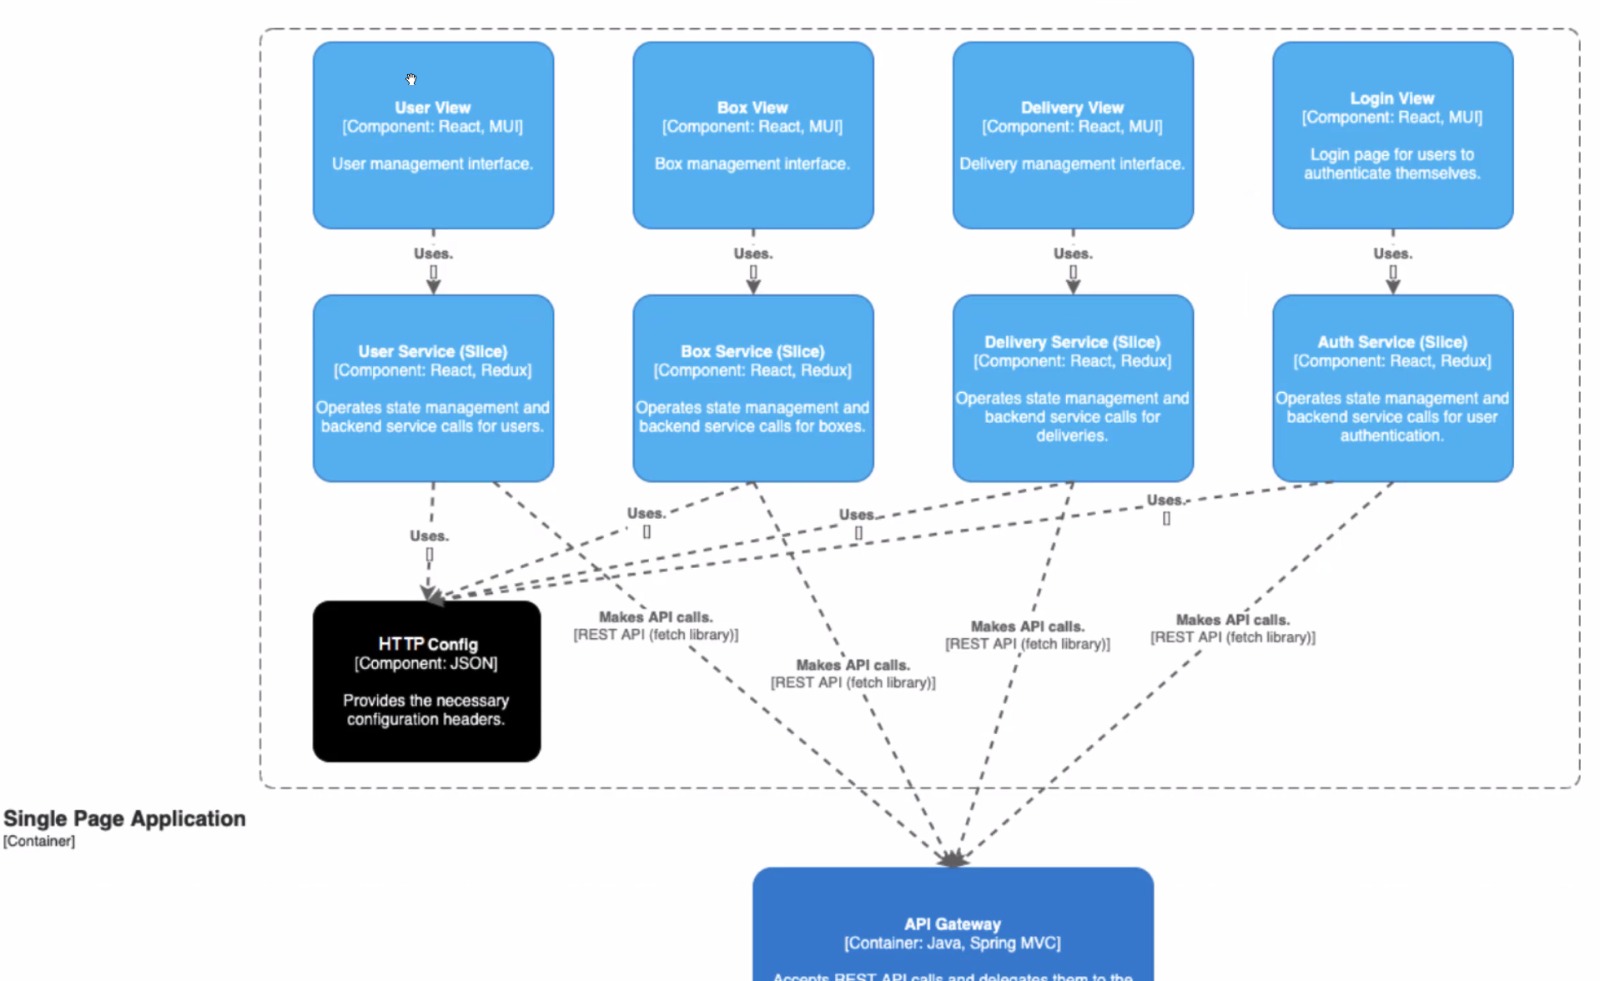 User View
[Component: React, MUI]
User management interface.
Box View
[Component: React, MUI]
Box management interface.
Delivery View
[Component: React, MUI]
Delivery management interface.
Login View
[Component: React, MUI]
Login page for users to
authenticate themselves.
Uses.
[]
Uses.
[]
Uses.
[]
Uses.
[]
User Service (Slice)
[Component: React, Redux]
Operates state management and
backend service calls for users.
Box Service (Slice)
[Component: React, Redux]
Operates state management and
backend service calls for boxes.
Delivery Service (Slice)
[Component: React, Redux]
Operates state management and
backend service calls for
deliveries.
Auth Service (Slice)
[Component: React, Redux]
Operates state management and
backend service calls for user
authentication.
Uses.
[]
Uses.
[]
Uses.
[]
Uses.
[]
HTTP Config
[Component: JSON]
Provides the necessary
configuration headers.
Makes API calls.
[REST API (fetch library)]
Makes API calls.
[REST API (fetch library)]
Makes API calls.
[REST API (fetch library)]
Makes API calls.
[REST API (fetch library)]
Single Page Application
[Container]
API Gateway
[Container: Java, Spring MVC]
Accepts REST API calls and delegates them to the